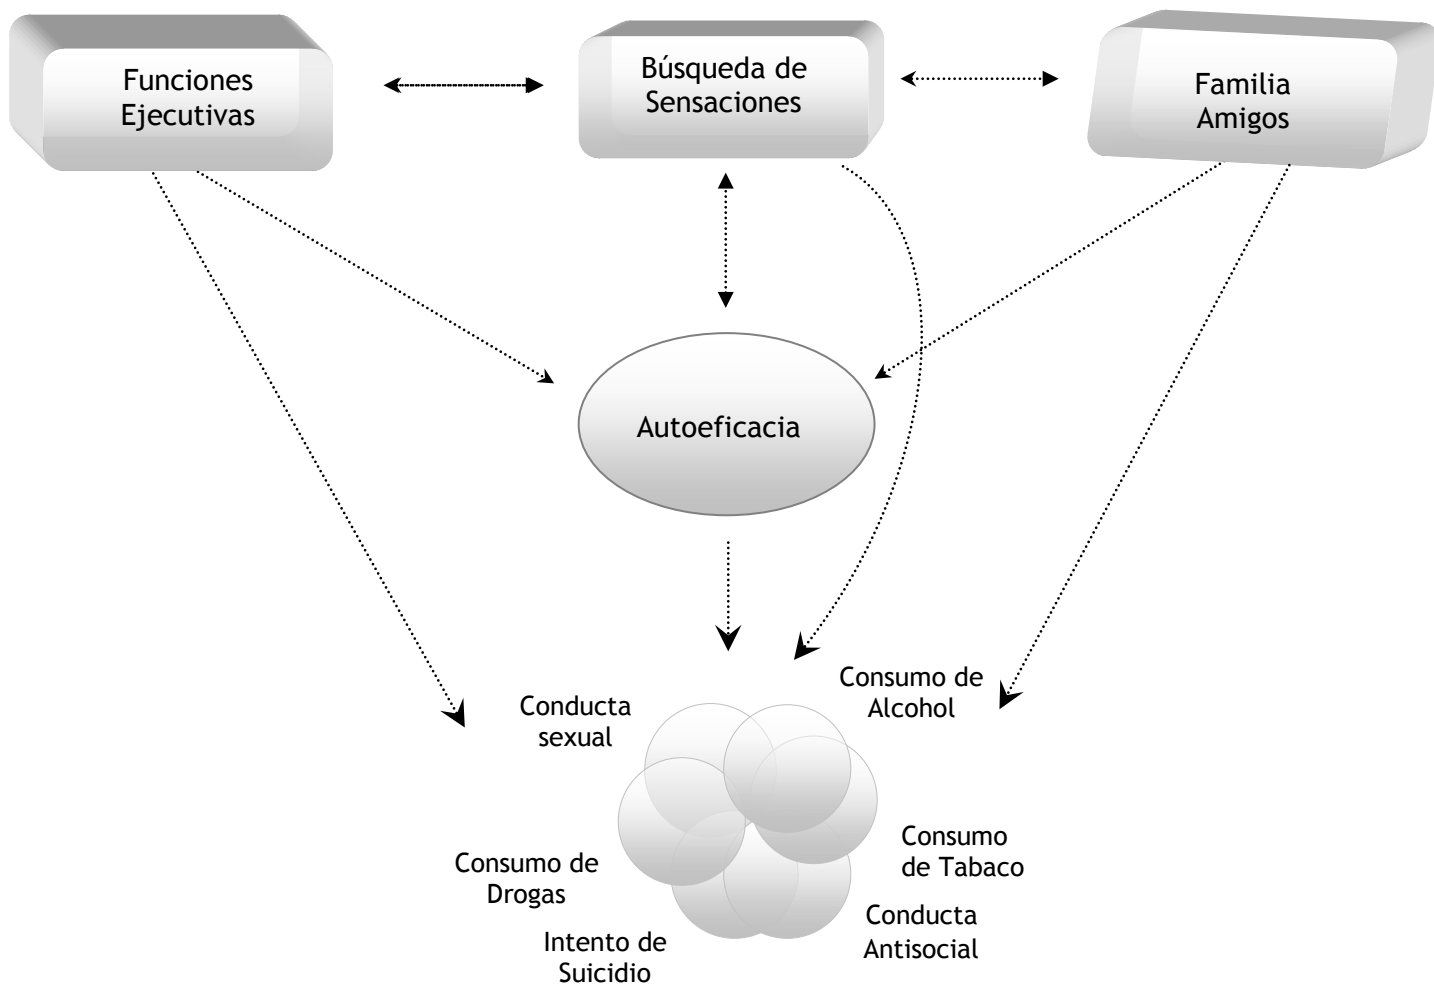 Funciones
Ejecutivas
Búsqueda de
Sensaciones
Familia
Amigos
Autoeficacia
Consumo de
Alcohol
Conducta
sexual
Consumo
de Tabaco
Consumo de
Drogas
Conducta
Antisocial
Intento de
Suicidio